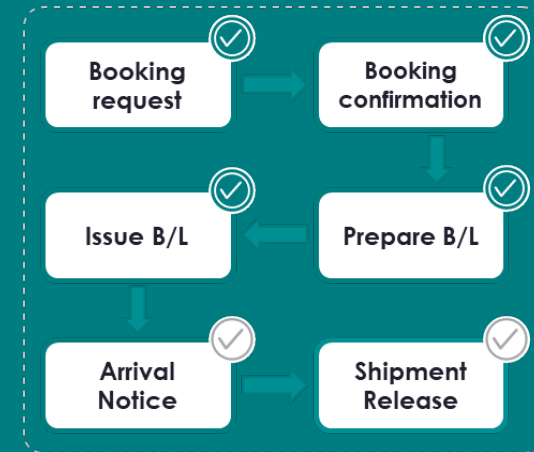 Booking
request
Booking
confirmation
Prepare B/L
Issue B/L
Arrival
Notice
Shipment
Release